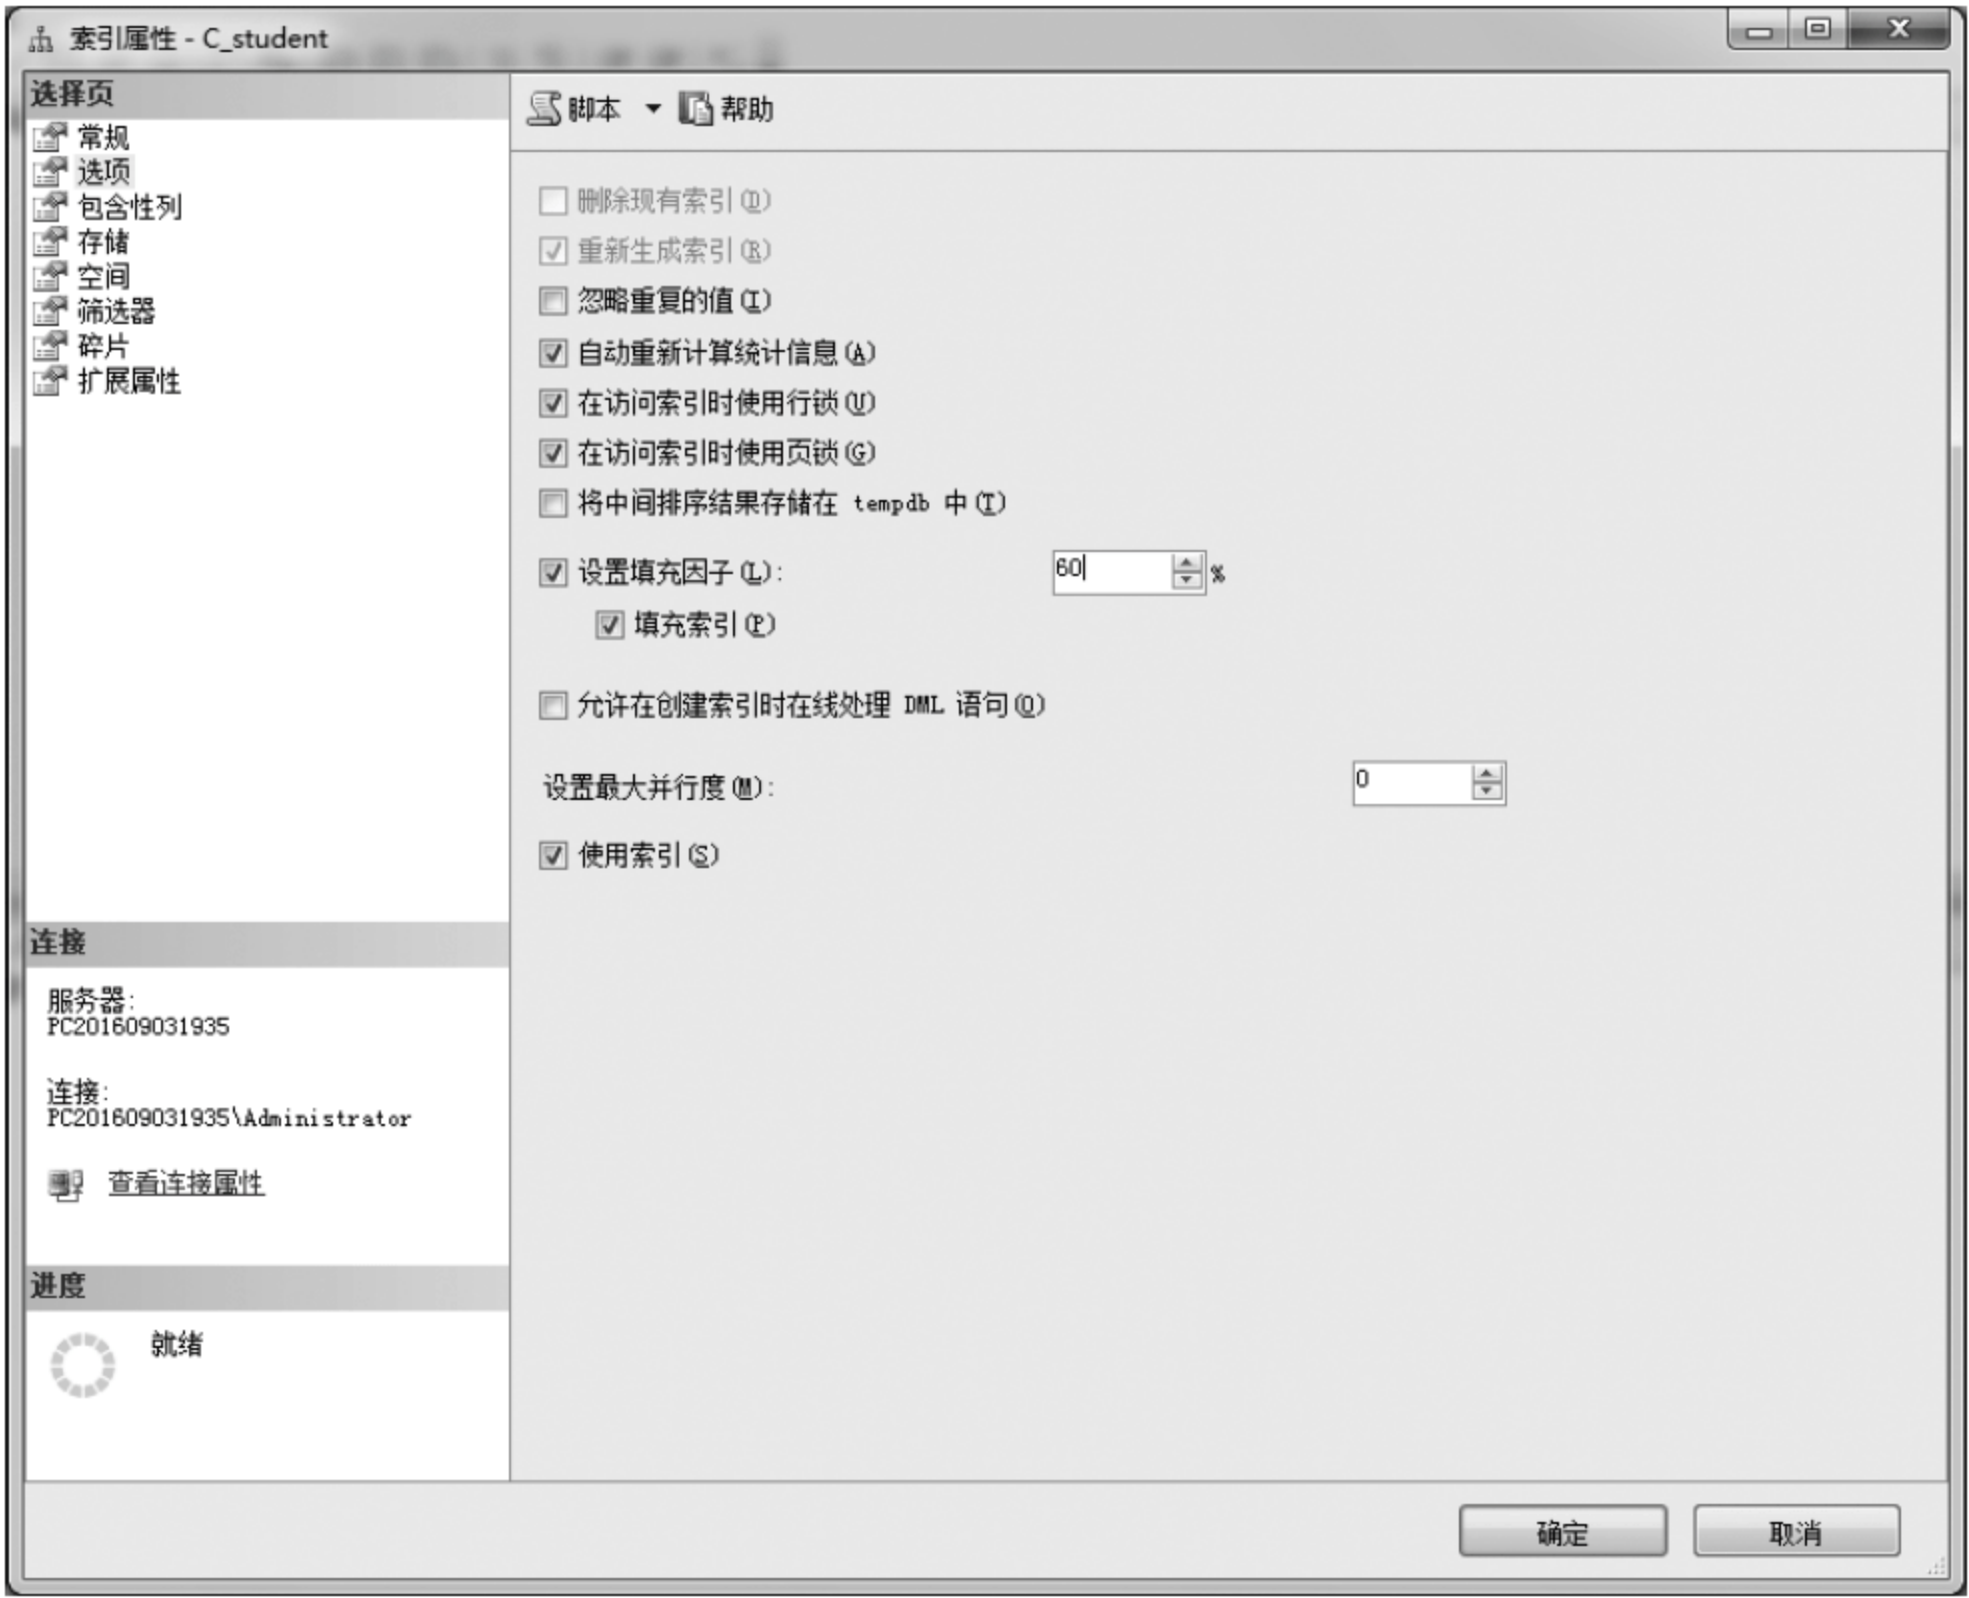 索引属性 - C_student
选择页
常规
选项
包含性列
存储
空间
筛选器
碎片
扩展属性
脚本 帮助
删除现有索引(D)
重新生成索引(R)
忽略重复的值(I)
自动重新计算统计信息(A)
在访问索引时使用行锁(U)
在访问索引时使用页锁(G)
将中间排序结果存储在 tempdb 中(T)
设置填充因子(L): 60 %
填充索引(P)
允许在创建索引时在线处理 DML 语句(O)
设置最大并行度(M): 0
使用索引(S)
连接
服务器:
PC201609031935
连接:
PC201609031935\Administrator
查看连接属性
进度
就绪
确定 取消